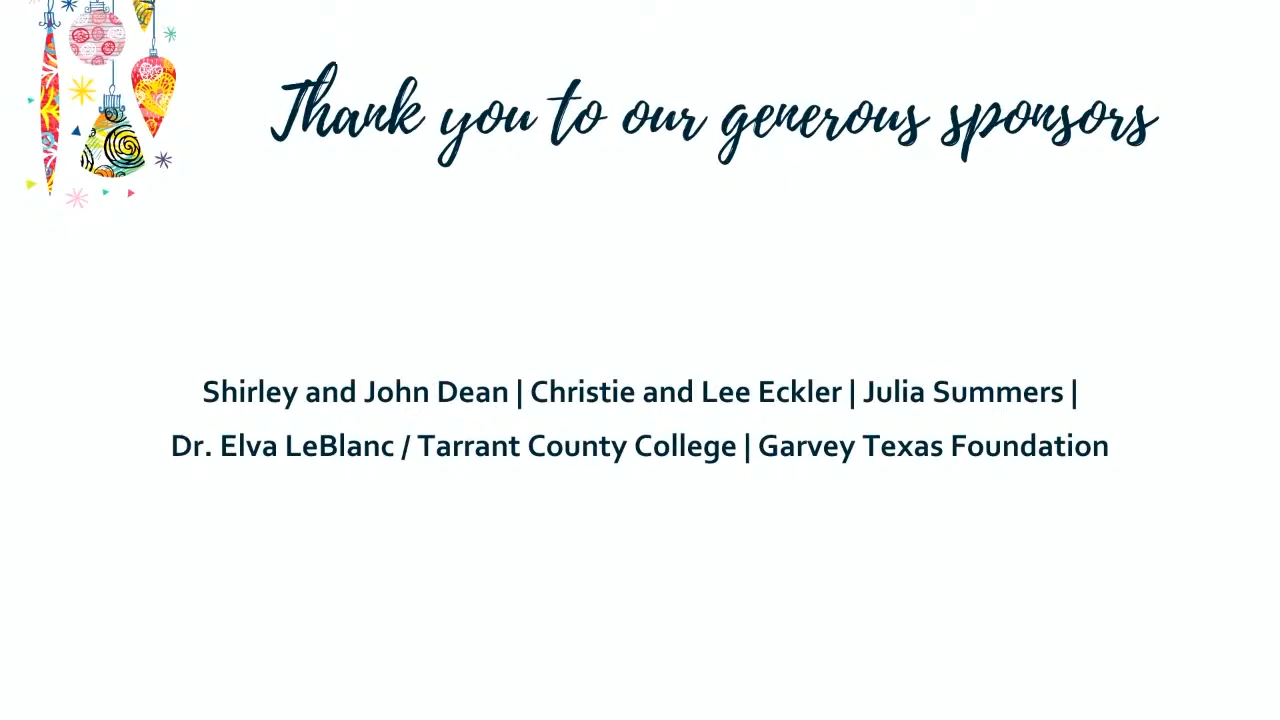 Thank you to our generous sponsors
Shirley and John Dean | Christie and Lee Eckler | Julia Summers |
Dr. Elva LeBlanc / Tarrant County College | Garvey Texas Foundation